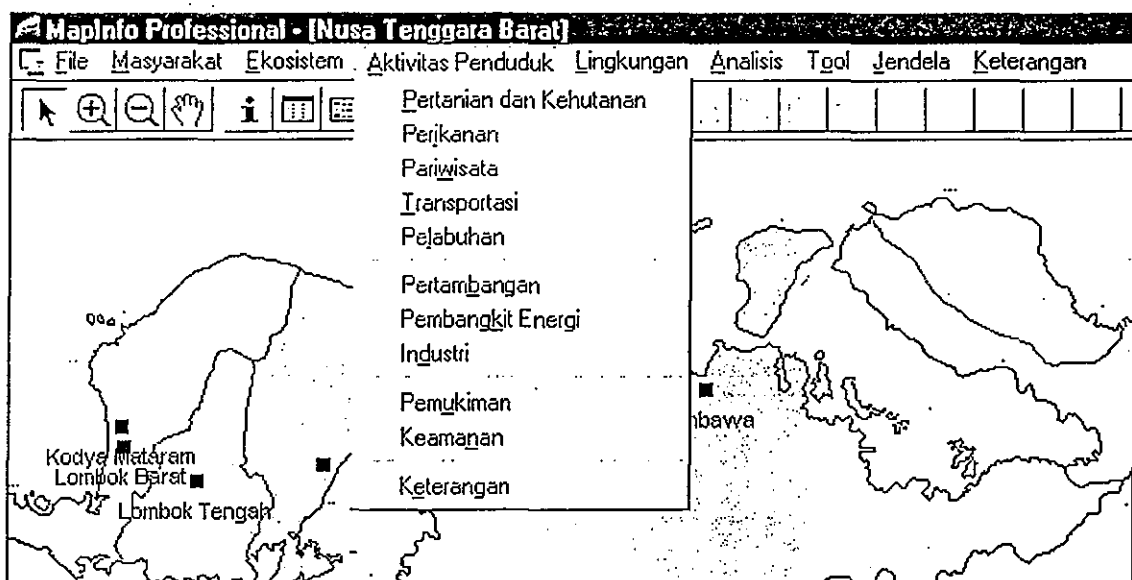 MapInfo Professional - [Nusa Tenggara Barat]
File Masyarakat Ekosistem Aktivitas Penduduk Lingkungan Analisis Tool Jendela Keterangan
Pertanian dan Kehutanan
Perikanan
Pariwisata
Transportasi
Pelabuhan
Pertambangan
Pembangkit Energi
Industri
Pemukiman
Keamanan
Keterangan
bawa
Kodya Mataram
Lombok Barat
Lombok Tengah